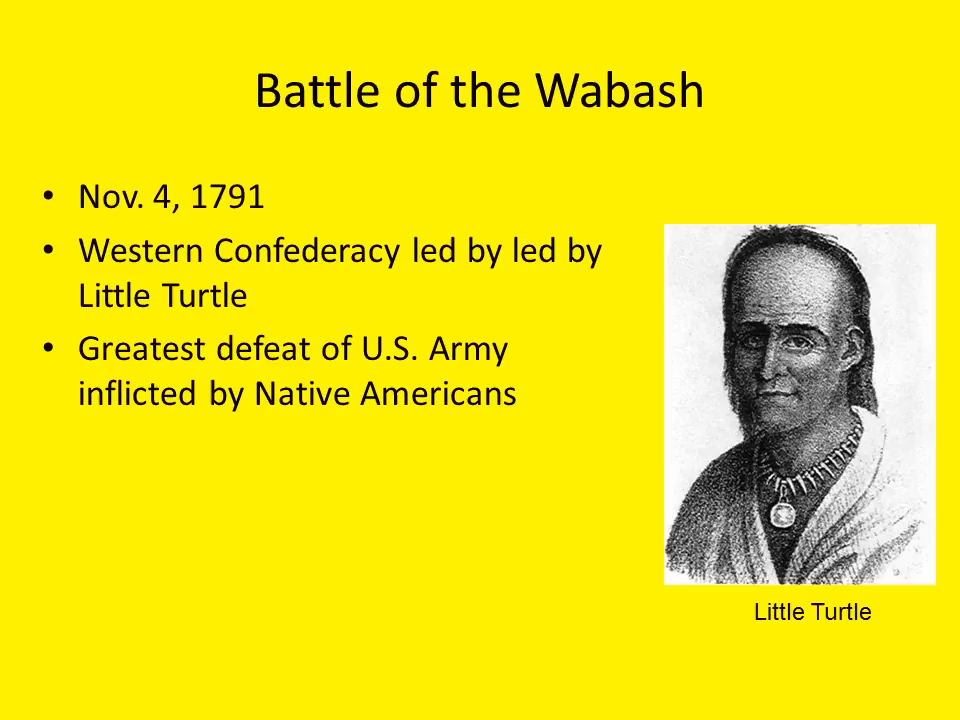 Battle of the Wabash
• Nov. 4, 1791
• Western Confederacy led by led by
Little Turtle
• Greatest defeat of U.S. Army
inflicted by Native Americans
Little Turtle